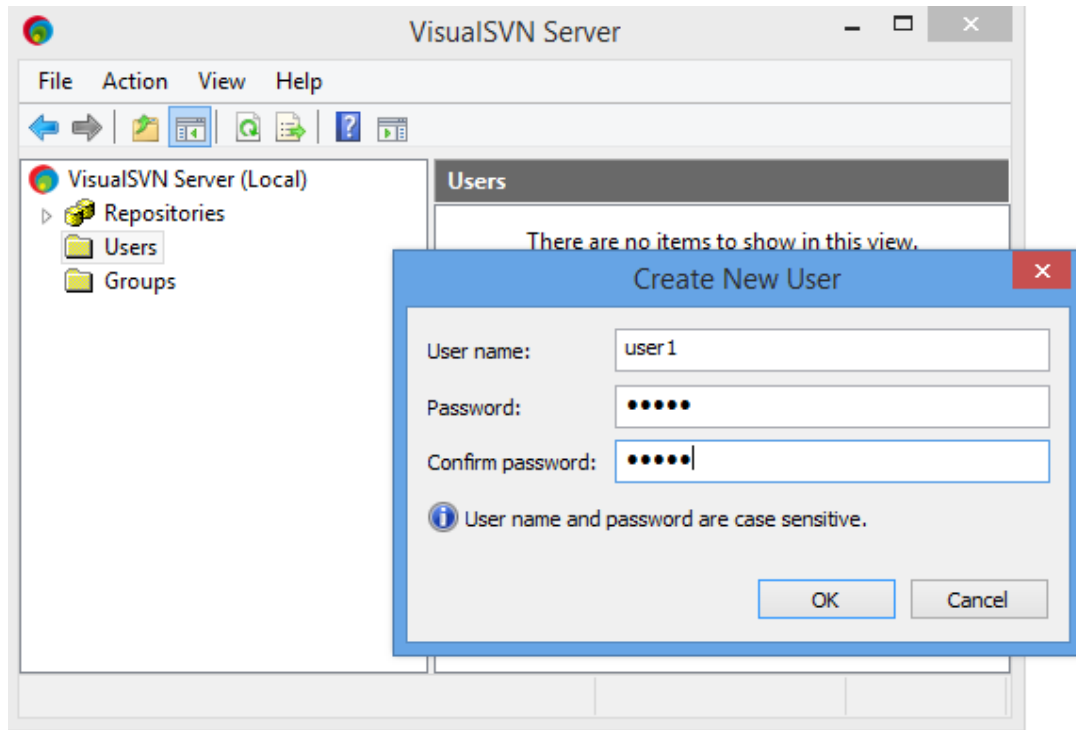 VisualSVN Server
File Action View Help
VisualSVN Server (Local)
Repositories
Users
Groups
Users
There are no items to show in this view.
Create New User
User name: user1
Password: •••••
Confirm password: •••••
User name and password are case sensitive.
OK Cancel